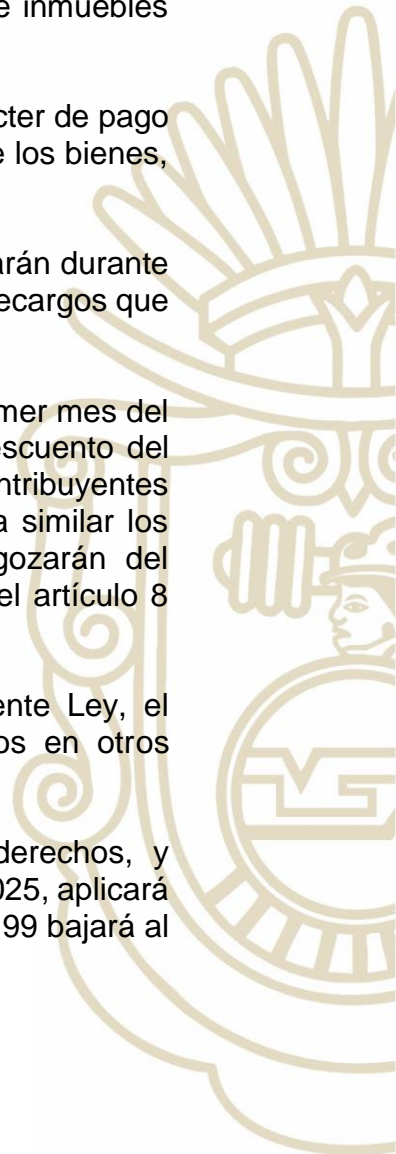 e inmuebles
cter de pago
e los bienes,
arán durante
ecargos que
mer mes del
escuento del
ntribuyentes
a similar los
gozarán del
el artículo 8
ente Ley, el
os en otros
derechos, y
025, aplicará
99 bajará al